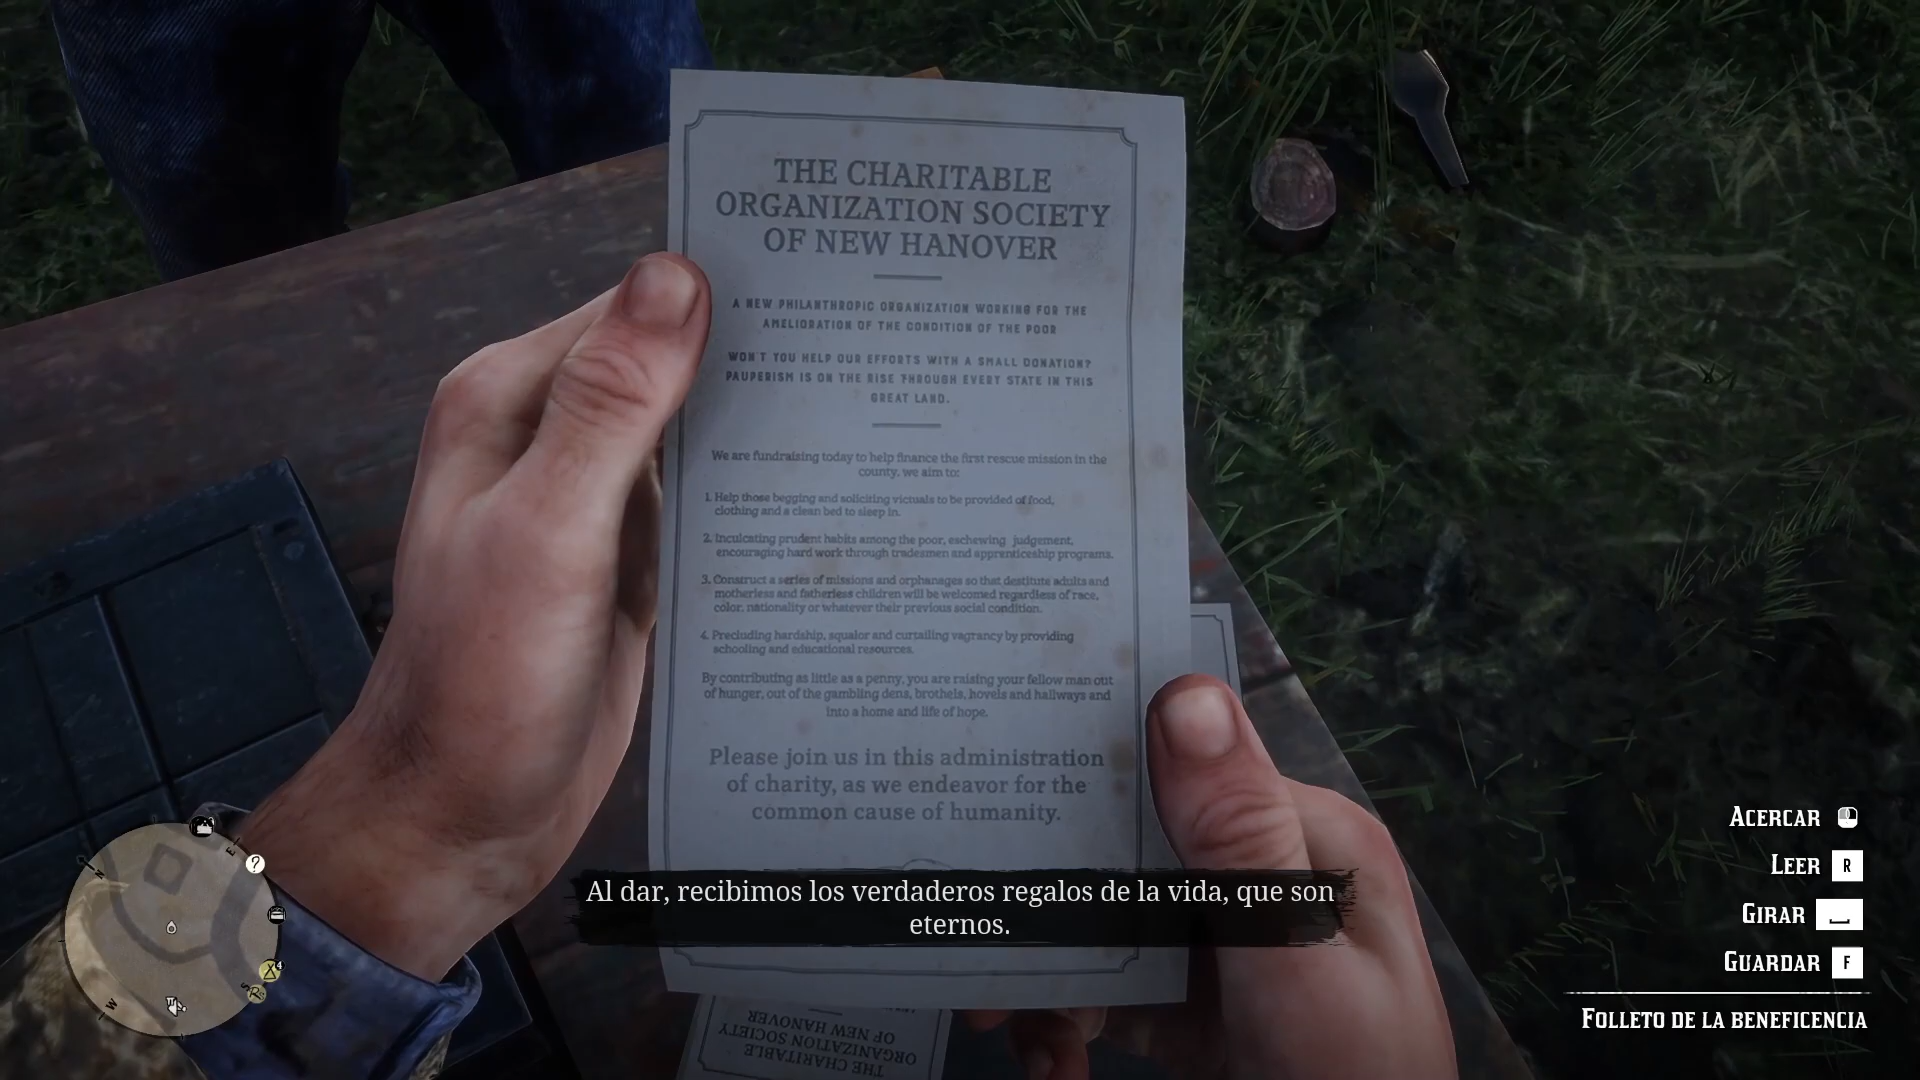 THE CHARITABLE
ORGANIZATION SOCIETY
OF NEW HANOVER
A NEW PHILANTHROPIC ORGANIZATION WORKING FOR THE
AMELIORATION OF THE CONDITION OF THE POOR
WON'T YOU HELP OUR EFFORTS WITH A SMALL DONATION?
PAUPERISM IS ON THE RISE THROUGH EVERY STATE IN THIS
GREAT LAND.
We are fundraising today to help finance the first rescue mission in the
county, we aim to:
1. Help those begging and soliciting victuals to be provided of food,
clothing and a clean bed to sleep in.
2. Inculcating prudent habits among the poor, eschewing judgement,
encouraging hard work through tradesmen and apprenticeship programs.
3. Construct a series of missions and orphanages so that destitute adults and
motherless and fatherless children will be welcomed regardless of race,
color, nationality or whatever their previous social condition.
4. Precluding hardship, squalor and curtailing vagrancy by providing
schooling and educational resources.
By contributing as little as a penny, you are raising your fellow man out
of hunger, out of the gambling dens, brothels, hovels and hallways and
into a home and life of hope.
Please join us in this administration
of charity, as we endeavor for the
common cause of humanity.
Al dar, recibimos los verdaderos regalos de la vida, que son
eternos.
THE CHARITABLE
ORGANIZATION SOCIETY
OF NEW HANOVER
N
E
S
W
?
4
R
ACERCAR
LEER R
GIRAR
GUARDAR F
FOLLETO DE LA BENEFICENCIA